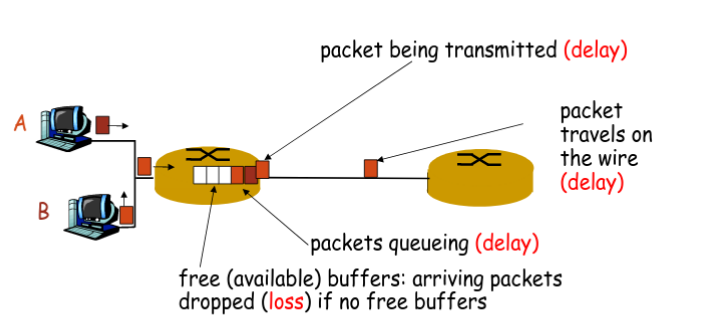 packet being transmitted (delay)
A
packet
travels on
the wire
(delay)
B
packets queueing (delay)
free (available) buffers: arriving packets
dropped (loss) if no free buffers